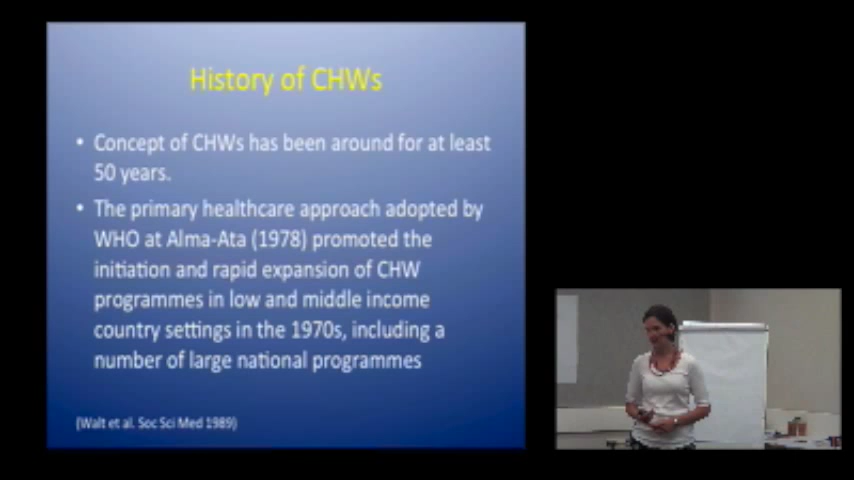 History of CHWs
• Concept of CHWs has been around for at least
50 years.
• The primary healthcare approach adopted by
WHO at Alma-Ata (1978) promoted the
initiation and rapid expansion of CHW
programmes in low and middle income
country settings in the 1970s, including a
number of large national programmes
(Walt et al. Soc Sci Med 1989)